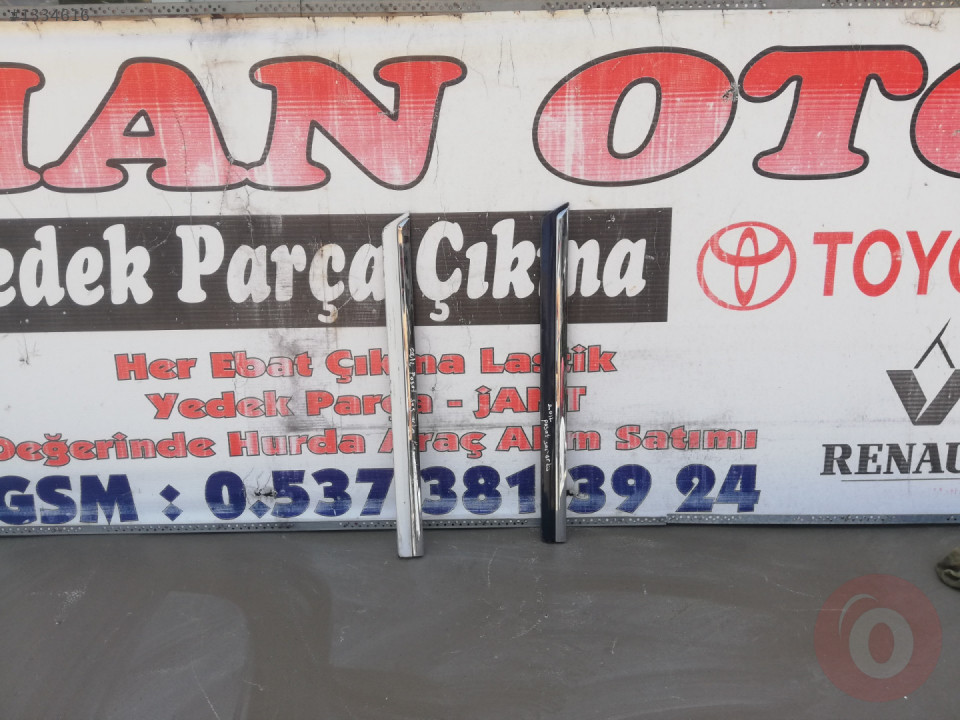 MAN OTO
edek Parça Çıkma
TOYO
Her Ebat Çıkma Lastik
Yedek Parça - jANT
Değerinde Hurda Araç Alım Satımı
RENAU
GSM : 0.537 381 39 24